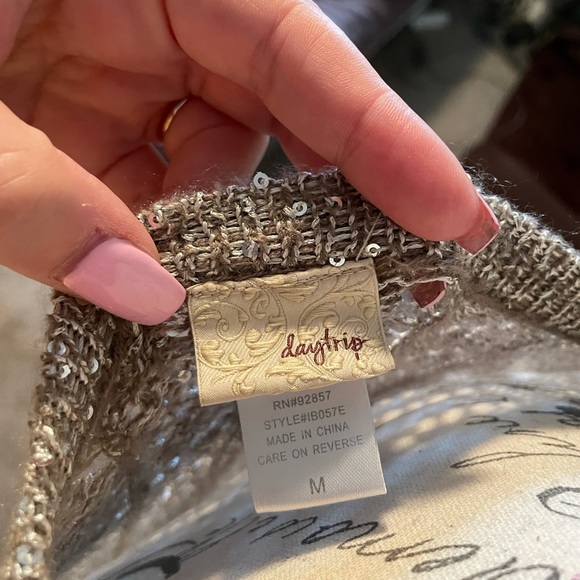 daytrip
RN#92857
STYLE#IB057E
MADE IN CHINA
CARE ON REVERSE
M